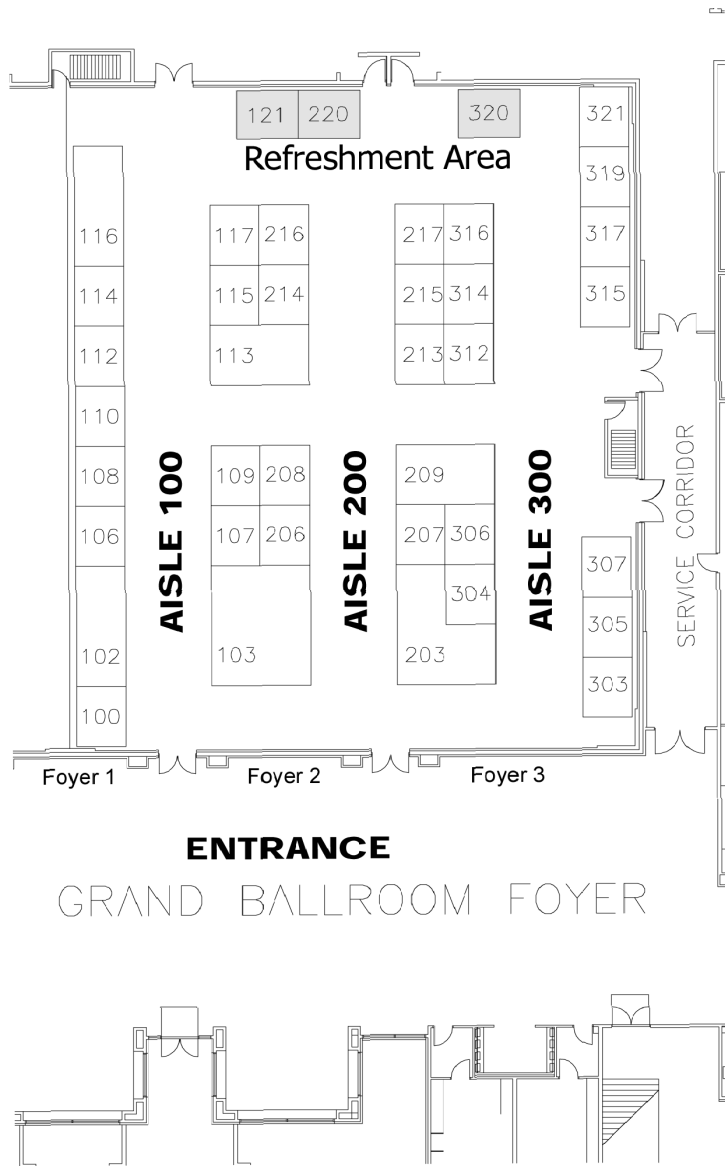 121 220 320 321
Refreshment Area
319
116 117 216 217 316 317
114 115 214 215 314 315
112 113 213 312
110
108 109 208 209
AISLE 100 AISLE 200 AISLE 300
SERVICE CORRIDOR
106 107 206 207 306
307
304
305
102 103 203
303
100
Foyer 1 Foyer 2 Foyer 3
ENTRANCE
GRAND BALLROOM FOYER